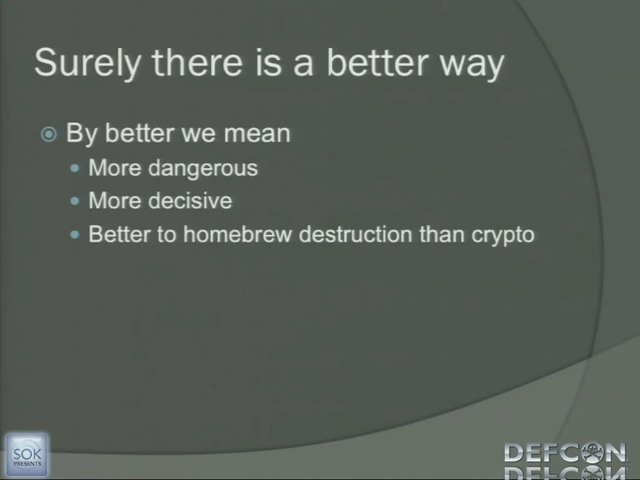 Surely there is a better way
By better we mean
More dangerous
More decisive
Better to homebrew destruction than crypto
SOK
PRESENTS
DEFCON